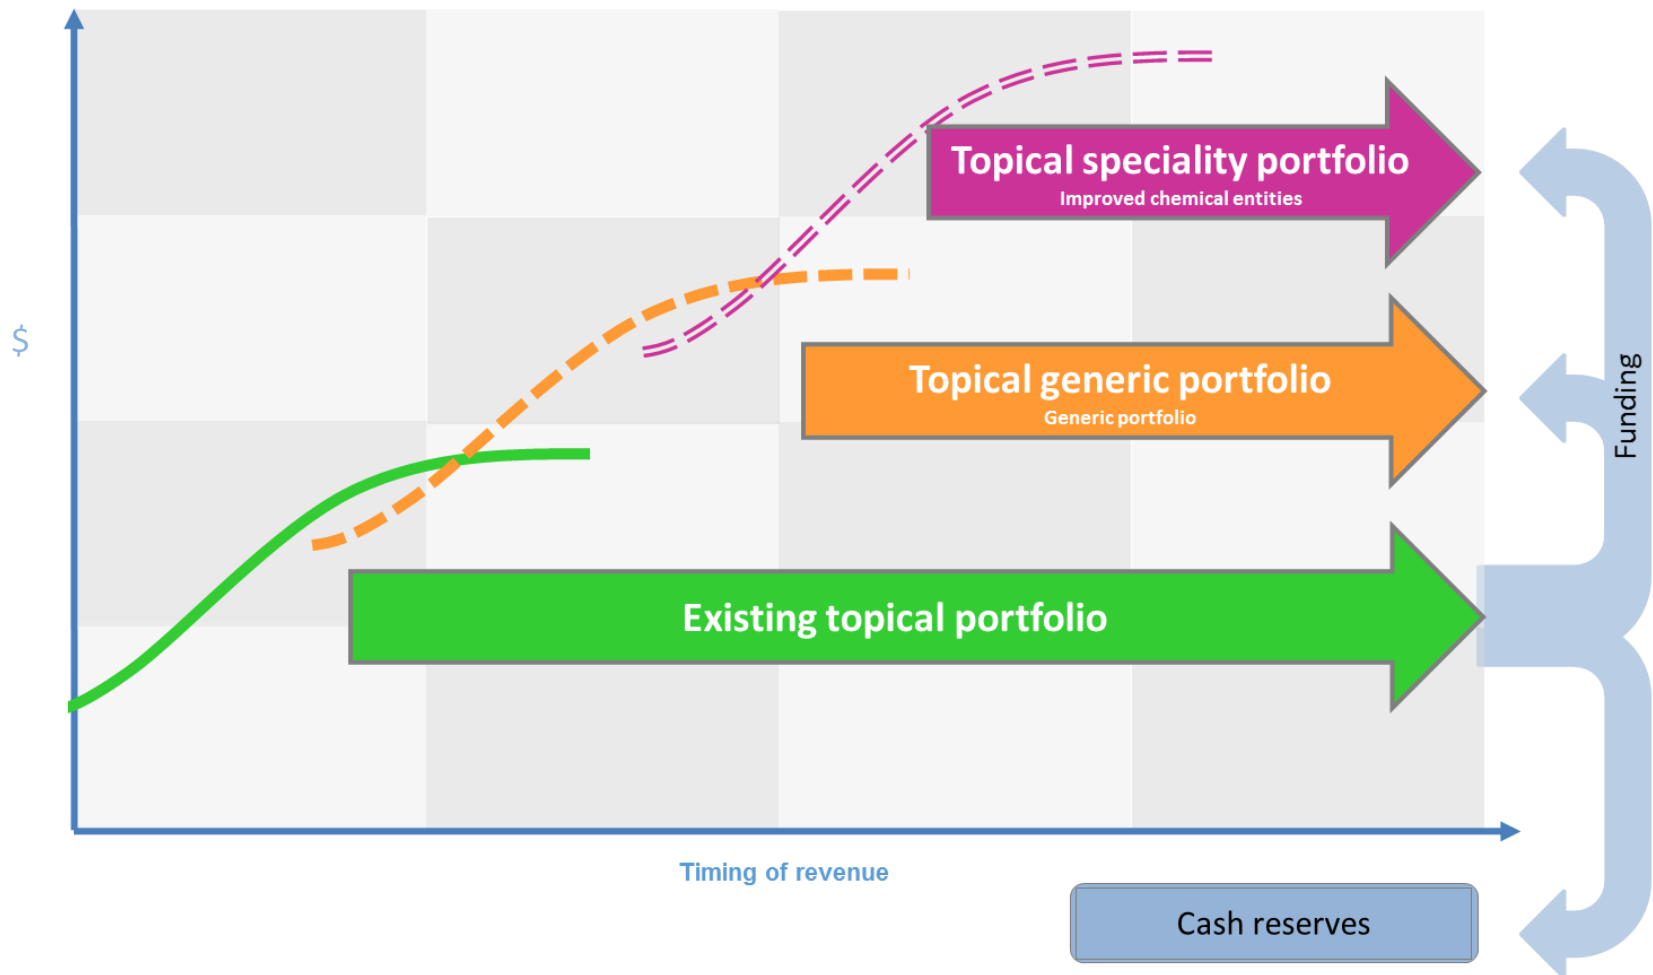 Topical speciality portfolio
Improved chemical entities
$
Topical generic portfolio
Generic portfolio
Funding
Existing topical portfolio
Timing of revenue
Cash reserves